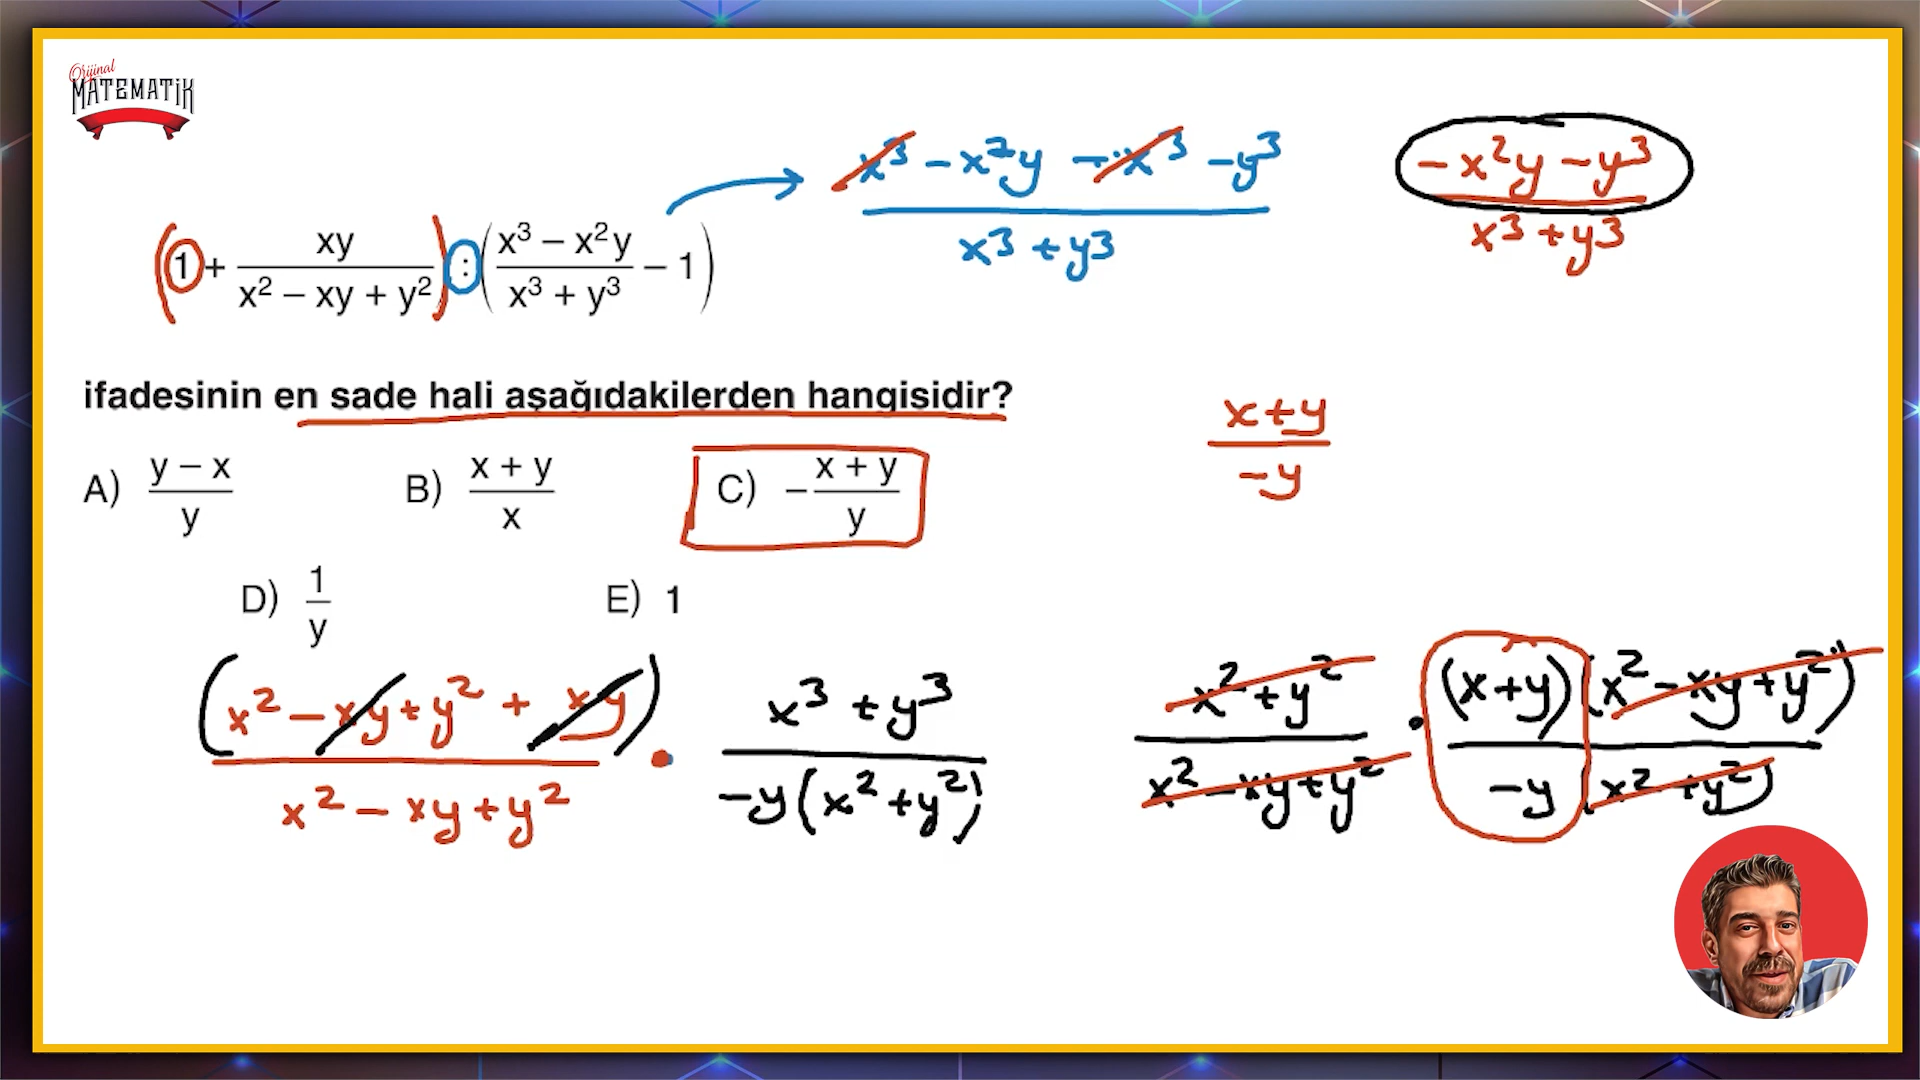 Orijinal
MATEMATİK
(1 + xy / (x² − xy + y²)) : ((x³ − x²y) / (x³ + y³) − 1)
x³ − x²y − x³ − y³
x³ + y³
− x²y − y³
x³ + y³
ifadesinin en sade hali aşağıdakilerden hangisidir?
x + y
−y
A) (y − x) / y
B) (x + y) / x
C) − (x + y) / y
D) 1 / y
E) 1
(x² − xy + y² + xy) / (x² − xy + y²) · (x³ + y³) / (−y(x² + y²))
(x² + y²) / (x² − xy + y²) · (x + y)(x² − xy + y²) / (−y(x² + y²))